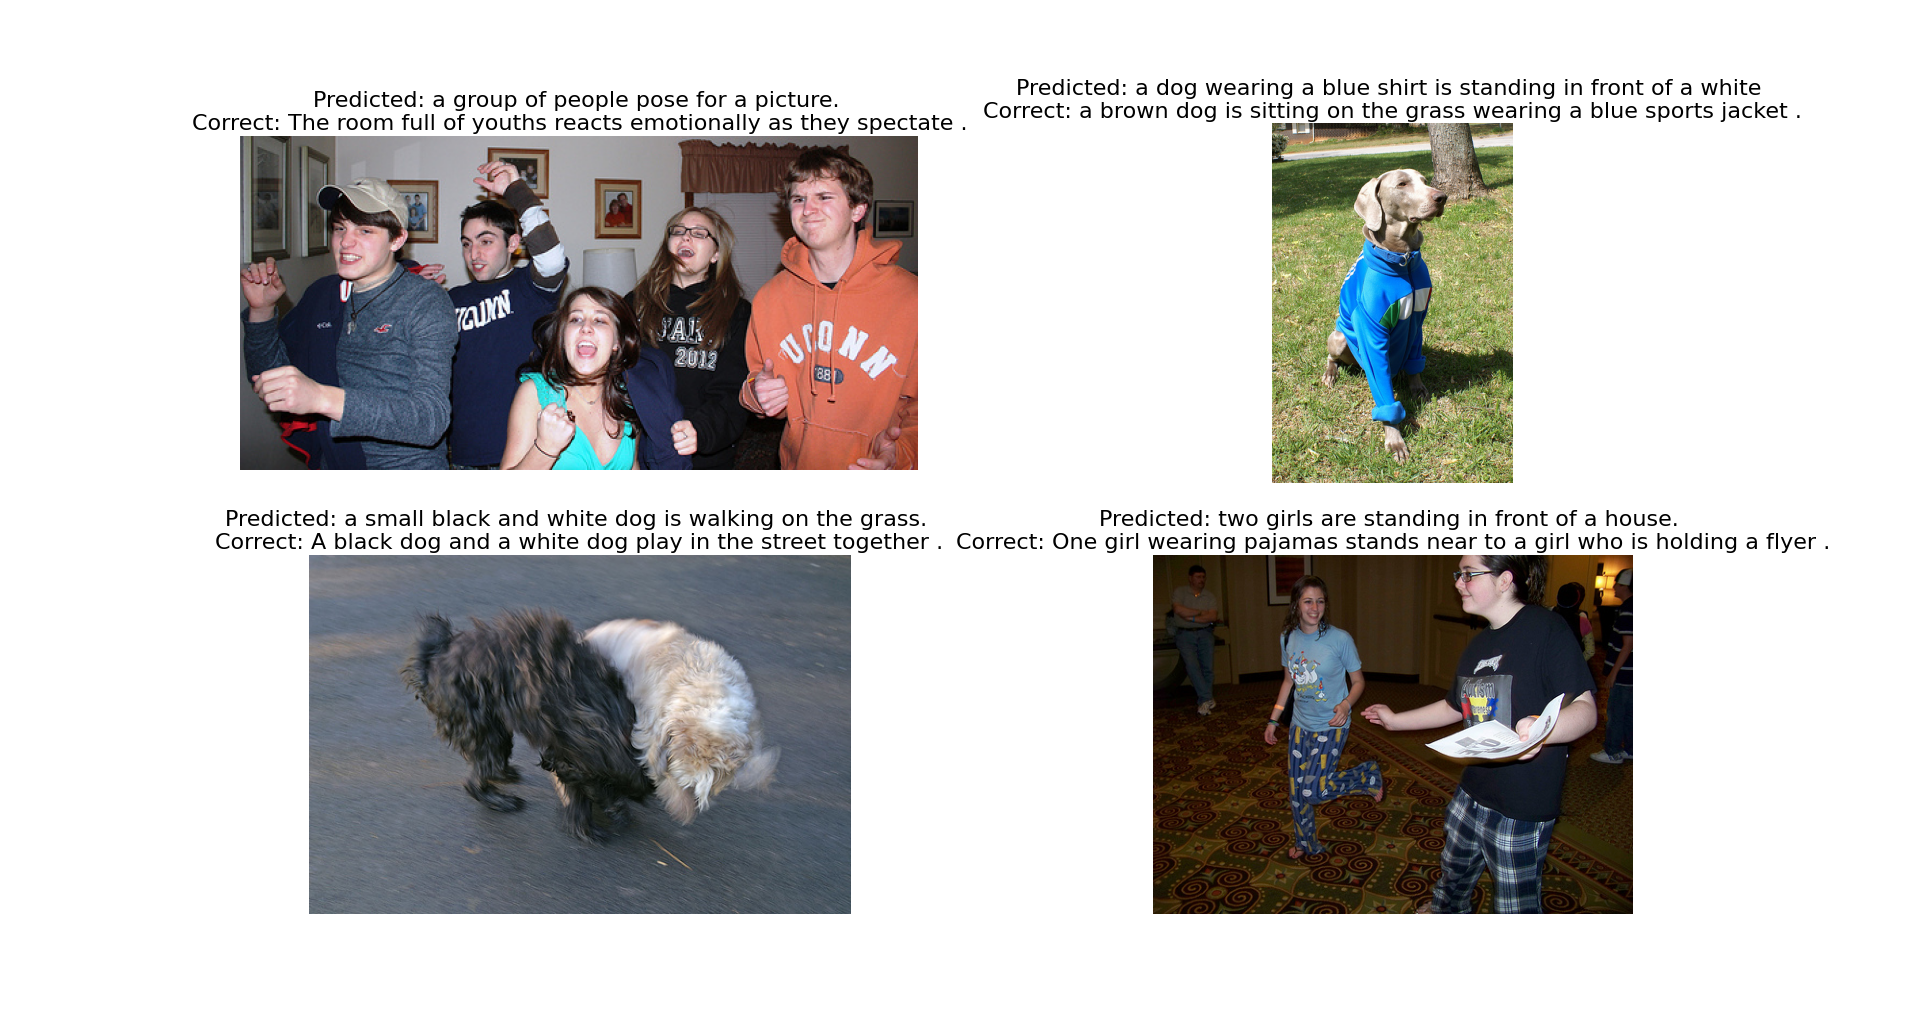 Predicted: a group of people pose for a picture.
Correct: The room full of youths reacts emotionally as they spectate .
Predicted: a dog wearing a blue shirt is standing in front of a white
Correct: a brown dog is sitting on the grass wearing a blue sports jacket .
UCONN
2012
UCONN
Predicted: a small black and white dog is walking on the grass.
Correct: A black dog and a white dog play in the street together .
Predicted: two girls are standing in front of a house.
Correct: One girl wearing pajamas stands near to a girl who is holding a flyer .